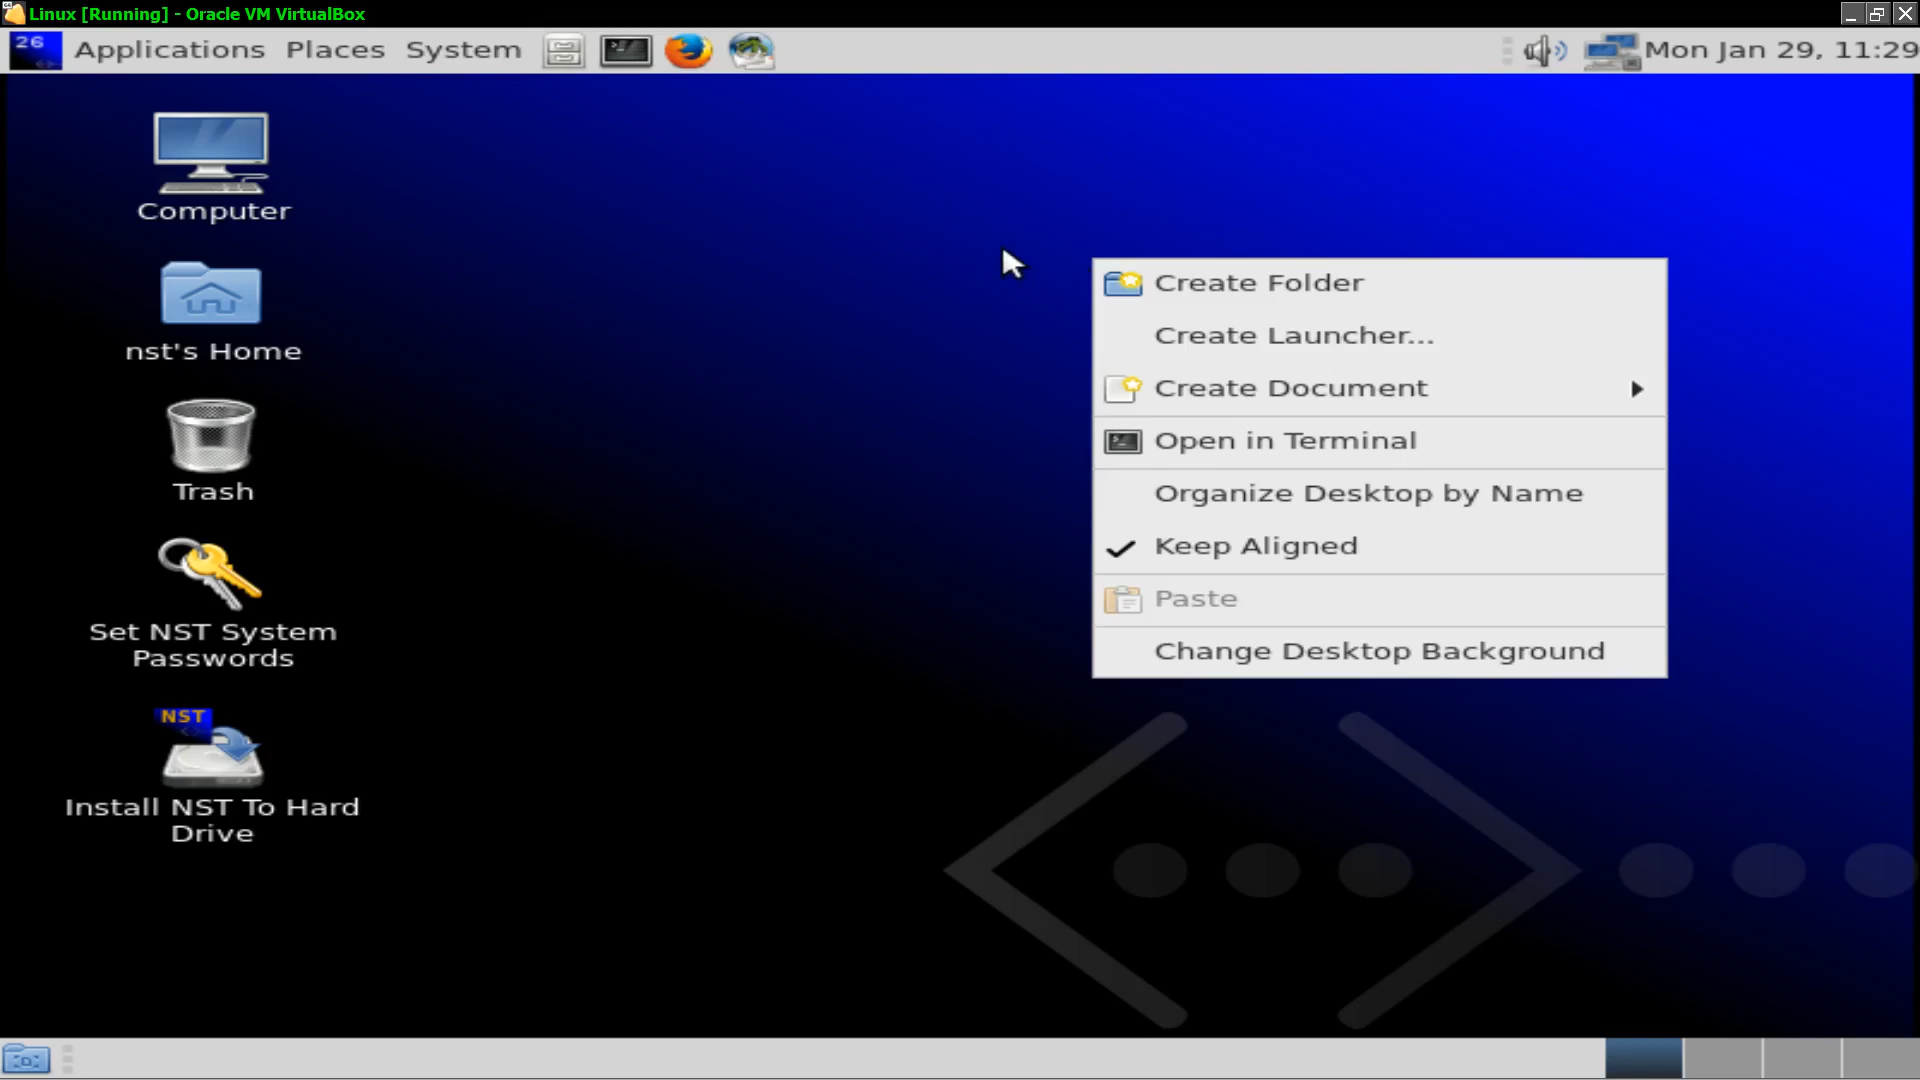 Linux [Running] - Oracle VM VirtualBox
26 Applications Places System Mon Jan 29, 11:29
Computer
nst's Home
Trash
Set NST System
Passwords
NST
Install NST To Hard
Drive
Create Folder
Create Launcher...
Create Document
Open in Terminal
Organize Desktop by Name
Keep Aligned
Paste
Change Desktop Background